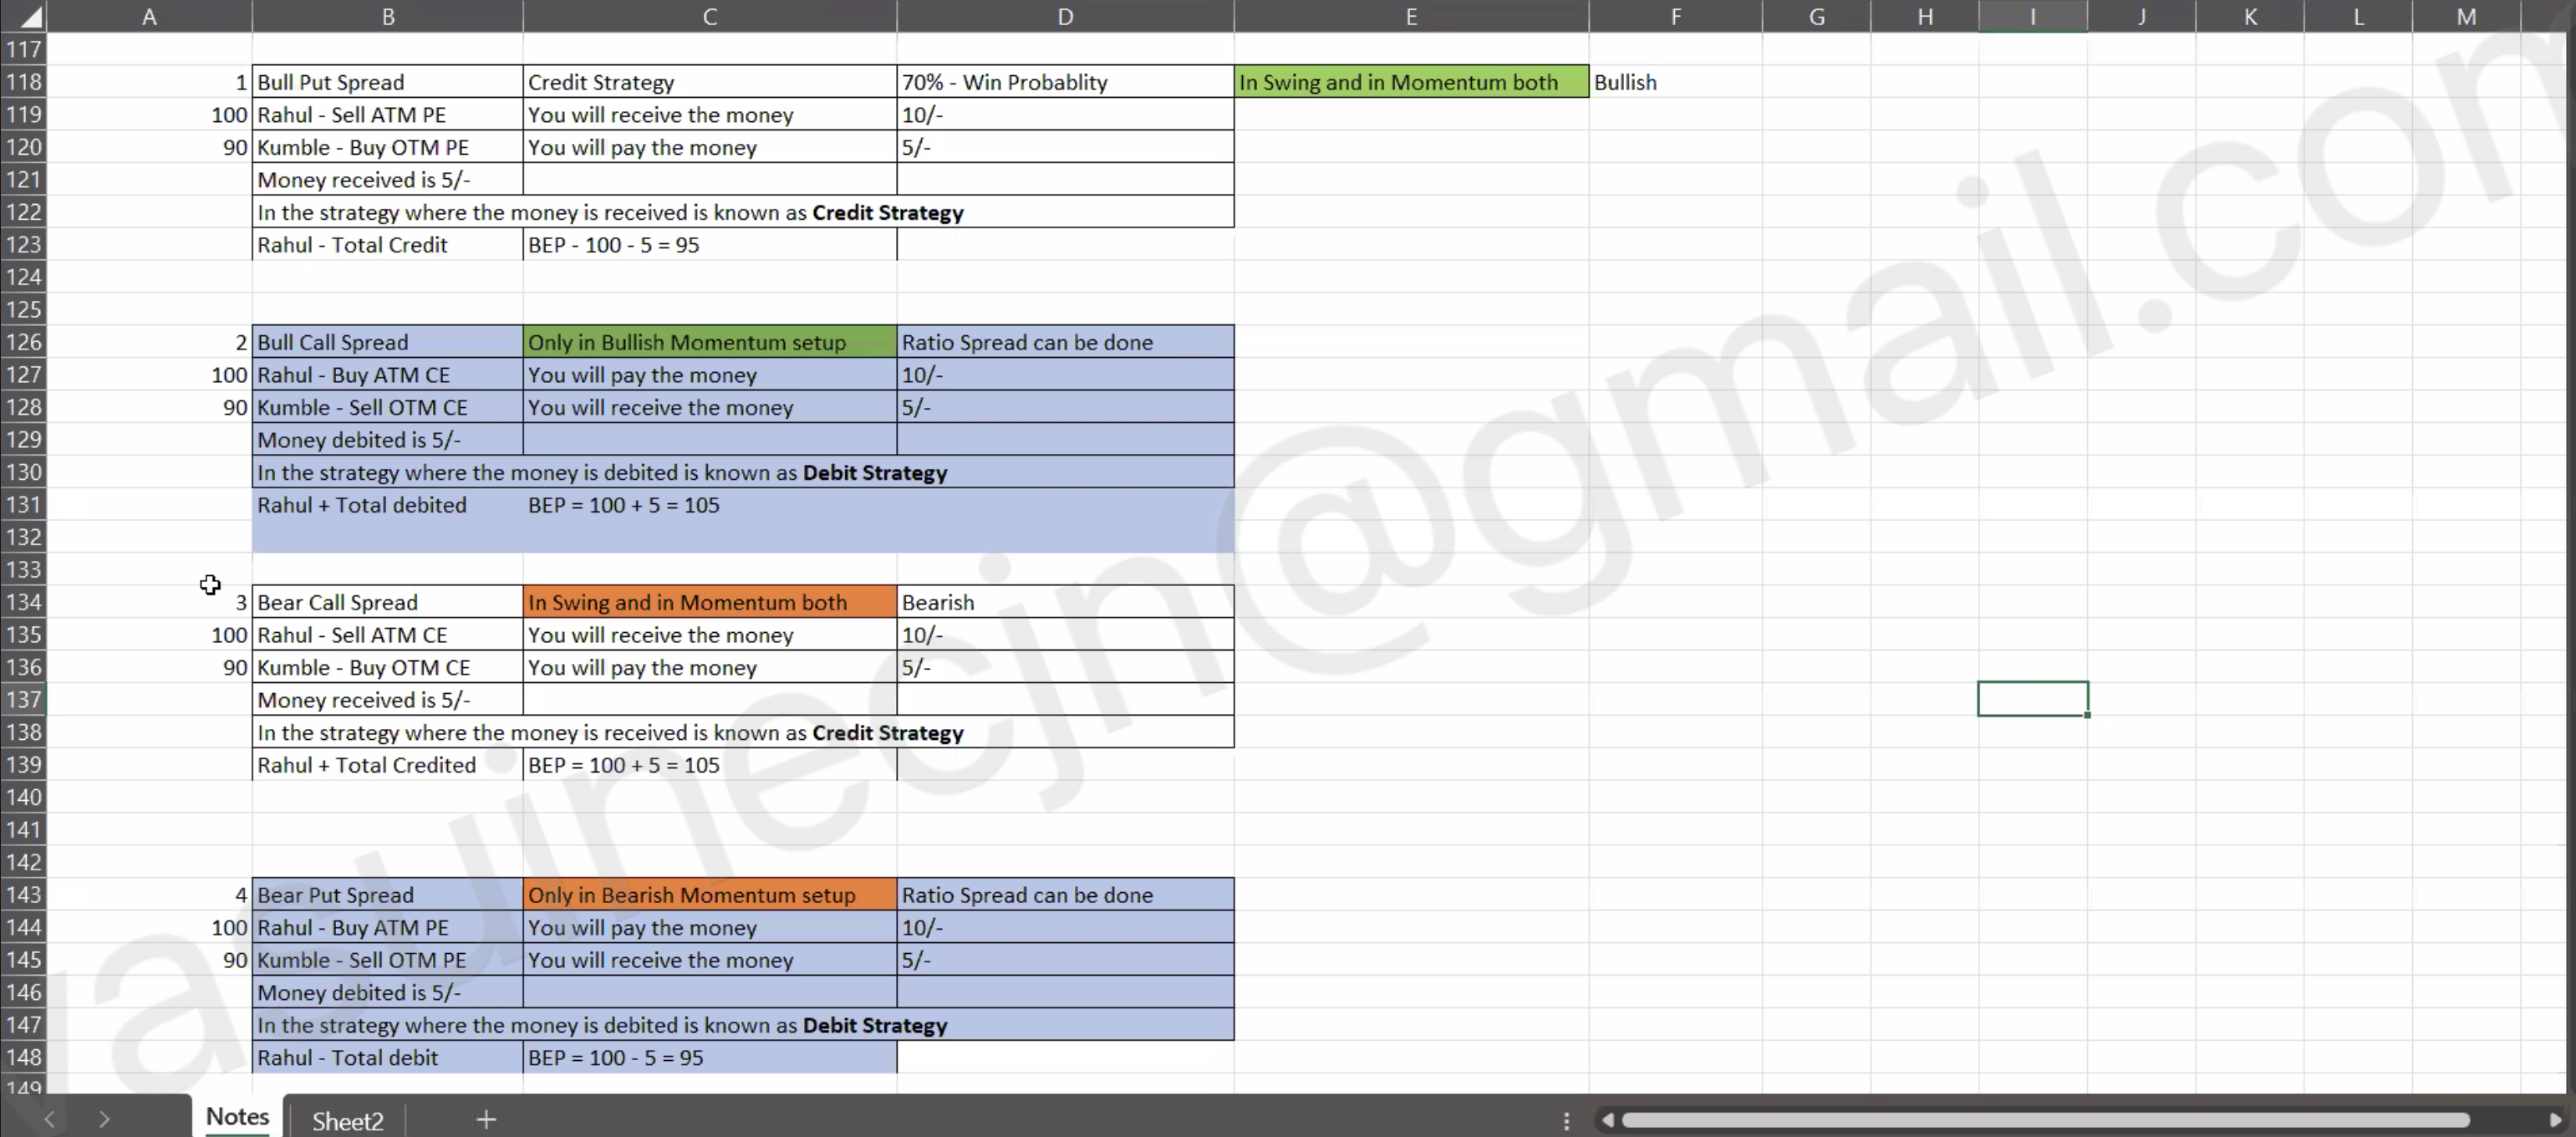 A B C D E F G H I J K L M
117
118 1 Bull Put Spread Credit Strategy 70% - Win Probablity In Swing and in Momentum both Bullish
119 100 Rahul - Sell ATM PE You will receive the money 10/-
120 90 Kumble - Buy OTM PE You will pay the money 5/-
121 Money received is 5/-
122 In the strategy where the money is received is known as Credit Strategy
123 Rahul - Total Credit BEP - 100 - 5 = 95
124
125
126 2 Bull Call Spread Only in Bullish Momentum setup Ratio Spread can be done
127 100 Rahul - Buy ATM CE You will pay the money 10/-
128 90 Kumble - Sell OTM CE You will receive the money 5/-
129 Money debited is 5/-
130 In the strategy where the money is debited is known as Debit Strategy
131 Rahul + Total debited BEP = 100 + 5 = 105
132
133
134 3 Bear Call Spread In Swing and in Momentum both Bearish
135 100 Rahul - Sell ATM CE You will receive the money 10/-
136 90 Kumble - Buy OTM CE You will pay the money 5/-
137 Money received is 5/-
138 In the strategy where the money is received is known as Credit Strategy
139 Rahul + Total Credited BEP = 100 + 5 = 105
140
141
142
143 4 Bear Put Spread Only in Bearish Momentum setup Ratio Spread can be done
144 100 Rahul - Buy ATM PE You will pay the money 10/-
145 90 Kumble - Sell OTM PE You will receive the money 5/-
146 Money debited is 5/-
147 In the strategy where the money is debited is known as Debit Strategy
148 Rahul - Total debit BEP = 100 - 5 = 95
149
vasuinecjn@gmail.com
Notes Sheet2